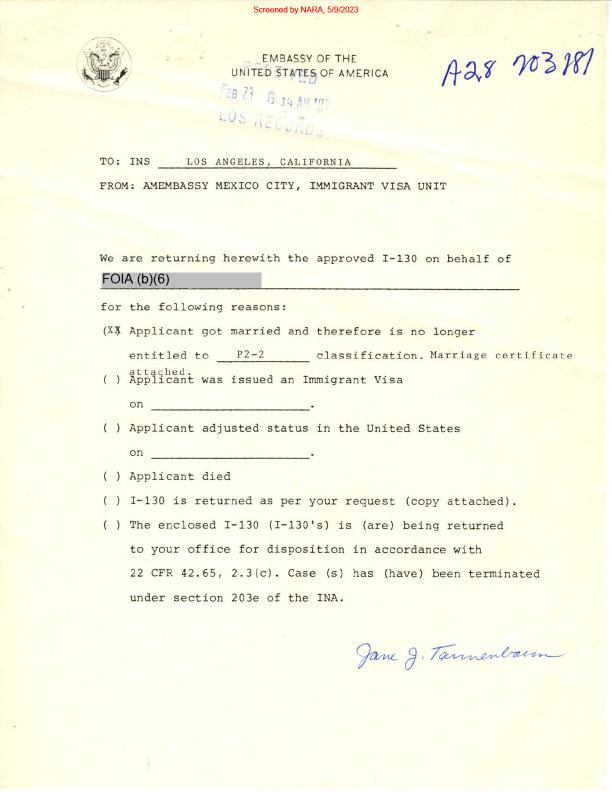 Screened by NARA, 5/9/2023
EMBASSY OF THE
UNITED STATES OF AMERICA
A28 203 181
FEB 23 6 14 AM '87
LOS RECORDS
TO: INS LOS ANGELES, CALIFORNIA
FROM: AMEMBASSY MEXICO CITY, IMMIGRANT VISA UNIT
We are returning herewith the approved I-130 on behalf of
FOIA (b)(6)
for the following reasons:
(XX) Applicant got married and therefore is no longer
entitled to P2-2 classification. Marriage certificate
attached.
( ) Applicant was issued an Immigrant Visa
on ____________________.
( ) Applicant adjusted status in the United States
on ____________________.
( ) Applicant died
( ) I-130 is returned as per your request (copy attached).
( ) The enclosed I-130 (I-130's) is (are) being returned
to your office for disposition in accordance with
22 CFR 42.65, 2.3(c). Case (s) has (have) been terminated
under section 203e of the INA.
Jane J. Tannenbaum